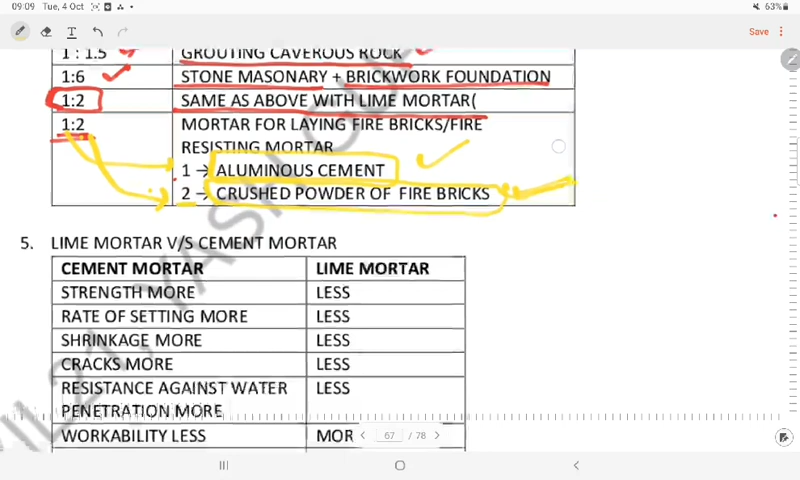 09:09 Tue, 4 Oct
63%
Save
1 : 1.5 GROUTING CAVEROUS ROCK
1:6 STONE MASONARY + BRICKWORK FOUNDATION
1:2 SAME AS ABOVE WITH LIME MORTAR(
1:2 MORTAR FOR LAYING FIRE BRICKS/FIRE
RESISTING MORTAR
1 → ALUMINOUS CEMENT
2 → CRUSHED POWDER OF FIRE BRICKS
5. LIME MORTAR V/S CEMENT MORTAR
CEMENT MORTAR LIME MORTAR
STRENGTH MORE LESS
RATE OF SETTING MORE LESS
SHRINKAGE MORE LESS
CRACKS MORE LESS
RESISTANCE AGAINST WATER LESS
PENETRATION MORE
WORKABILITY LESS MOR
67 / 78